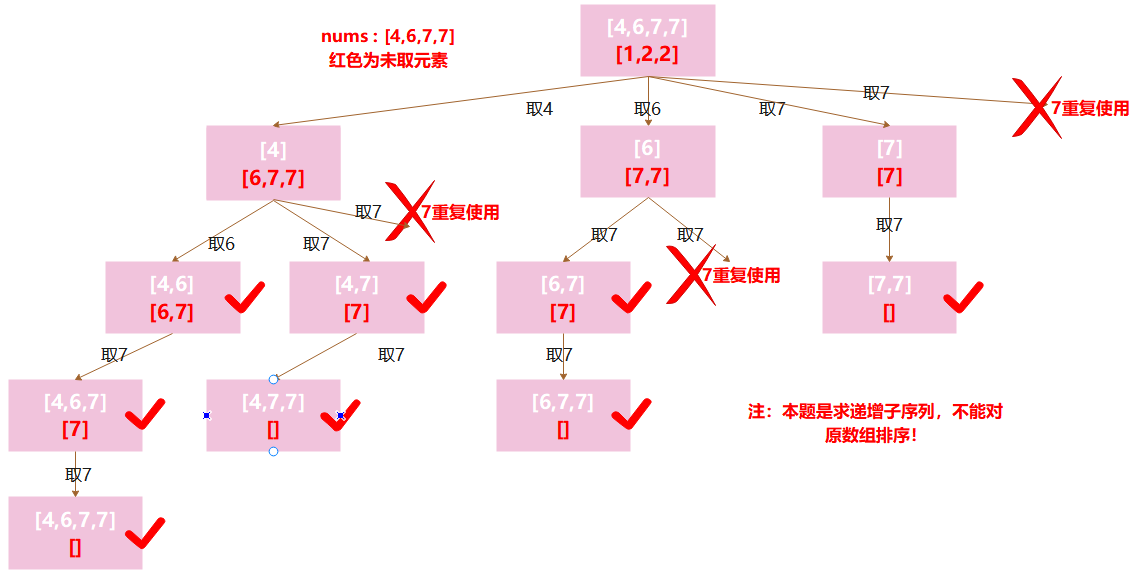 nums : [4,6,7,7]
红色为未取元素
[4,6,7,7]
[1,2,2]
取4
取6
取7
取7
7重复使用
[4]
[6,7,7]
[6]
[7,7]
[7]
[7]
取6
取7
取7
7重复使用
取7
取7
7重复使用
取7
[4,6]
[6,7]
[4,7]
[7]
[6,7]
[7]
[7,7]
[]
取7
取7
取7
[4,6,7]
[7]
[4,7,7]
[]
[6,7,7]
[]
注：本题是求递增子序列，不能对
原数组排序！
取7
[4,6,7,7]
[]